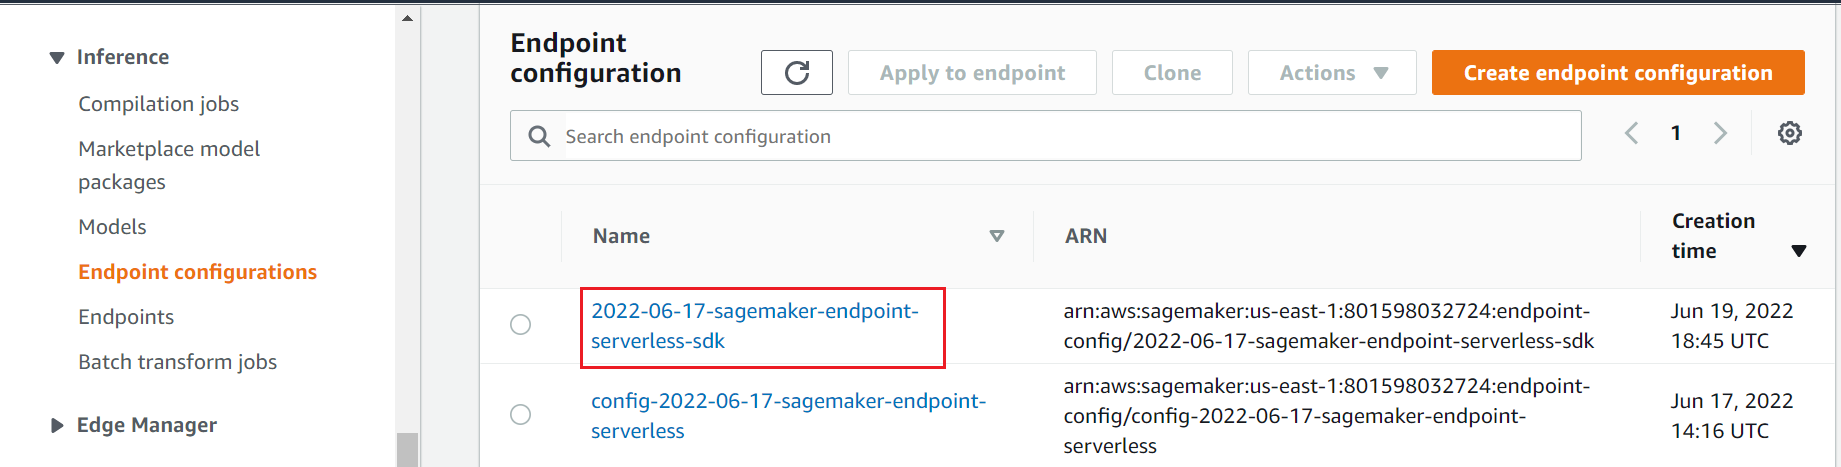 Inference
Compilation jobs
Marketplace model
packages
Models
Endpoint configurations
Endpoints
Batch transform jobs
Edge Manager
Endpoint
configuration
Apply to endpoint
Clone
Actions
Create endpoint configuration
Search endpoint configuration
1
Name
ARN
Creation
time
2022-06-17-sagemaker-endpoint-
serverless-sdk
arn:aws:sagemaker:us-east-1:801598032724:endpoint-
config/2022-06-17-sagemaker-endpoint-serverless-sdk
Jun 19, 2022
18:45 UTC
config-2022-06-17-sagemaker-endpoint-
serverless
arn:aws:sagemaker:us-east-1:801598032724:endpoint-
config/config-2022-06-17-sagemaker-endpoint-
serverless
Jun 17, 2022
14:16 UTC